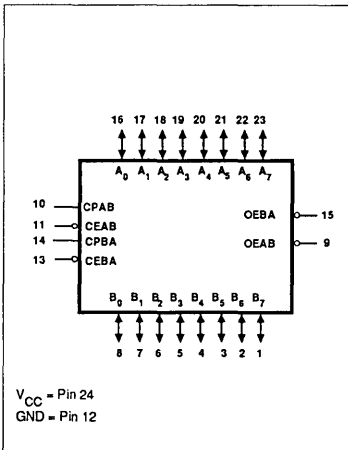 16 17 18 19 20 21 22 23
A0 A1 A2 A3 A4 A5 A6 A7
10 CPAB
11 CEAB
14 CPBA
13 CEBA
OEBA 15
OEAB 9
B0 B1 B2 B3 B4 B5 B6 B7
8 7 6 5 4 3 2 1
VCC = Pin 24
GND = Pin 12